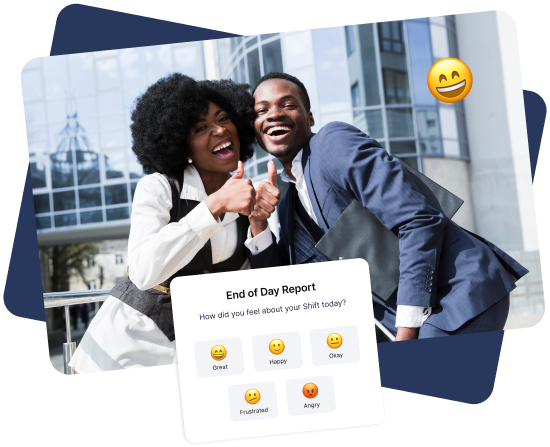 End of Day Report
How did you feel about your Shift today?
Great
Happy
Okay
Frustrated
Angry